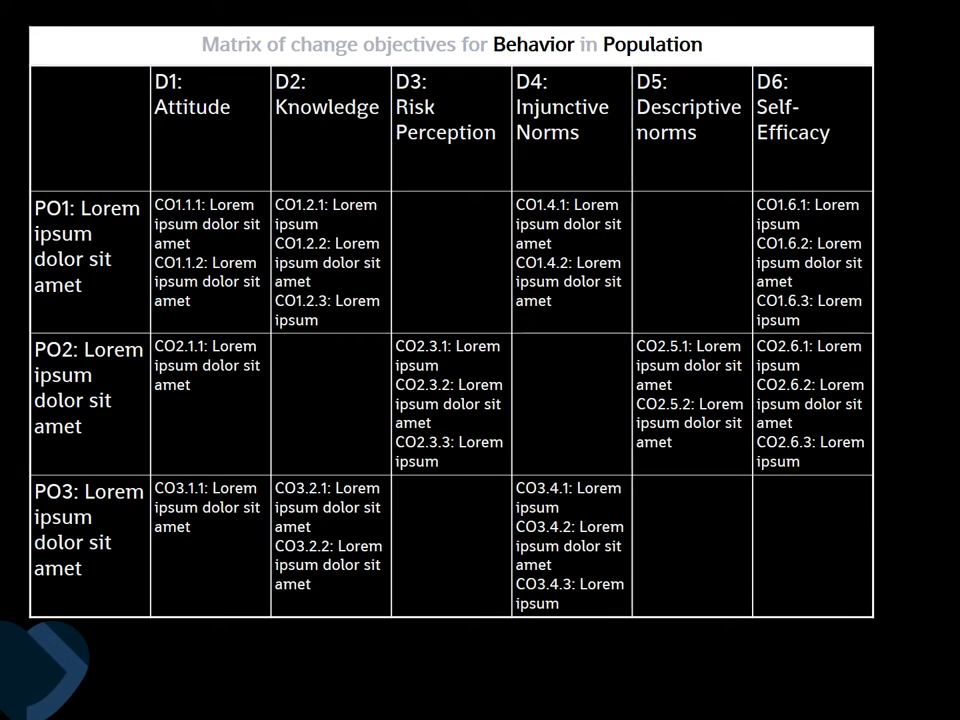 Matrix of change objectives for Behavior in Population
D1:
Attitude
D2:
Knowledge
D3:
Risk
Perception
D4:
Injunctive
Norms
D5:
Descriptive
norms
D6:
Self-
Efficacy
PO1: Lorem
ipsum
dolor sit
amet
CO1.1.1: Lorem
ipsum dolor sit
amet
CO1.1.2: Lorem
ipsum dolor sit
amet
CO1.2.1: Lorem
ipsum
CO1.2.2: Lorem
ipsum dolor sit
amet
CO1.2.3: Lorem
ipsum
CO1.4.1: Lorem
ipsum dolor sit
amet
CO1.4.2: Lorem
ipsum dolor sit
amet
CO1.6.1: Lorem
ipsum
CO1.6.2: Lorem
ipsum dolor sit
amet
CO1.6.3: Lorem
ipsum
PO2: Lorem
ipsum
dolor sit
amet
CO2.1.1: Lorem
ipsum dolor sit
amet
CO2.3.1: Lorem
ipsum
CO2.3.2: Lorem
ipsum dolor sit
amet
CO2.3.3: Lorem
ipsum
CO2.5.1: Lorem
ipsum dolor sit
amet
CO2.5.2: Lorem
ipsum dolor sit
amet
CO2.6.1: Lorem
ipsum
CO2.6.2: Lorem
ipsum dolor sit
amet
CO2.6.3: Lorem
ipsum
PO3: Lorem
ipsum
dolor sit
amet
CO3.1.1: Lorem
ipsum dolor sit
amet
CO3.2.1: Lorem
ipsum dolor sit
amet
CO3.2.2: Lorem
ipsum dolor sit
amet
CO3.4.1: Lorem
ipsum
CO3.4.2: Lorem
ipsum dolor sit
amet
CO3.4.3: Lorem
ipsum